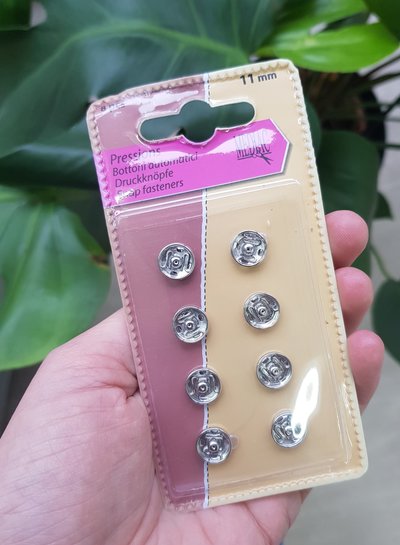 11 mm
Pressions
Bottoni automatici
Druckknöpfe
Snap fasteners